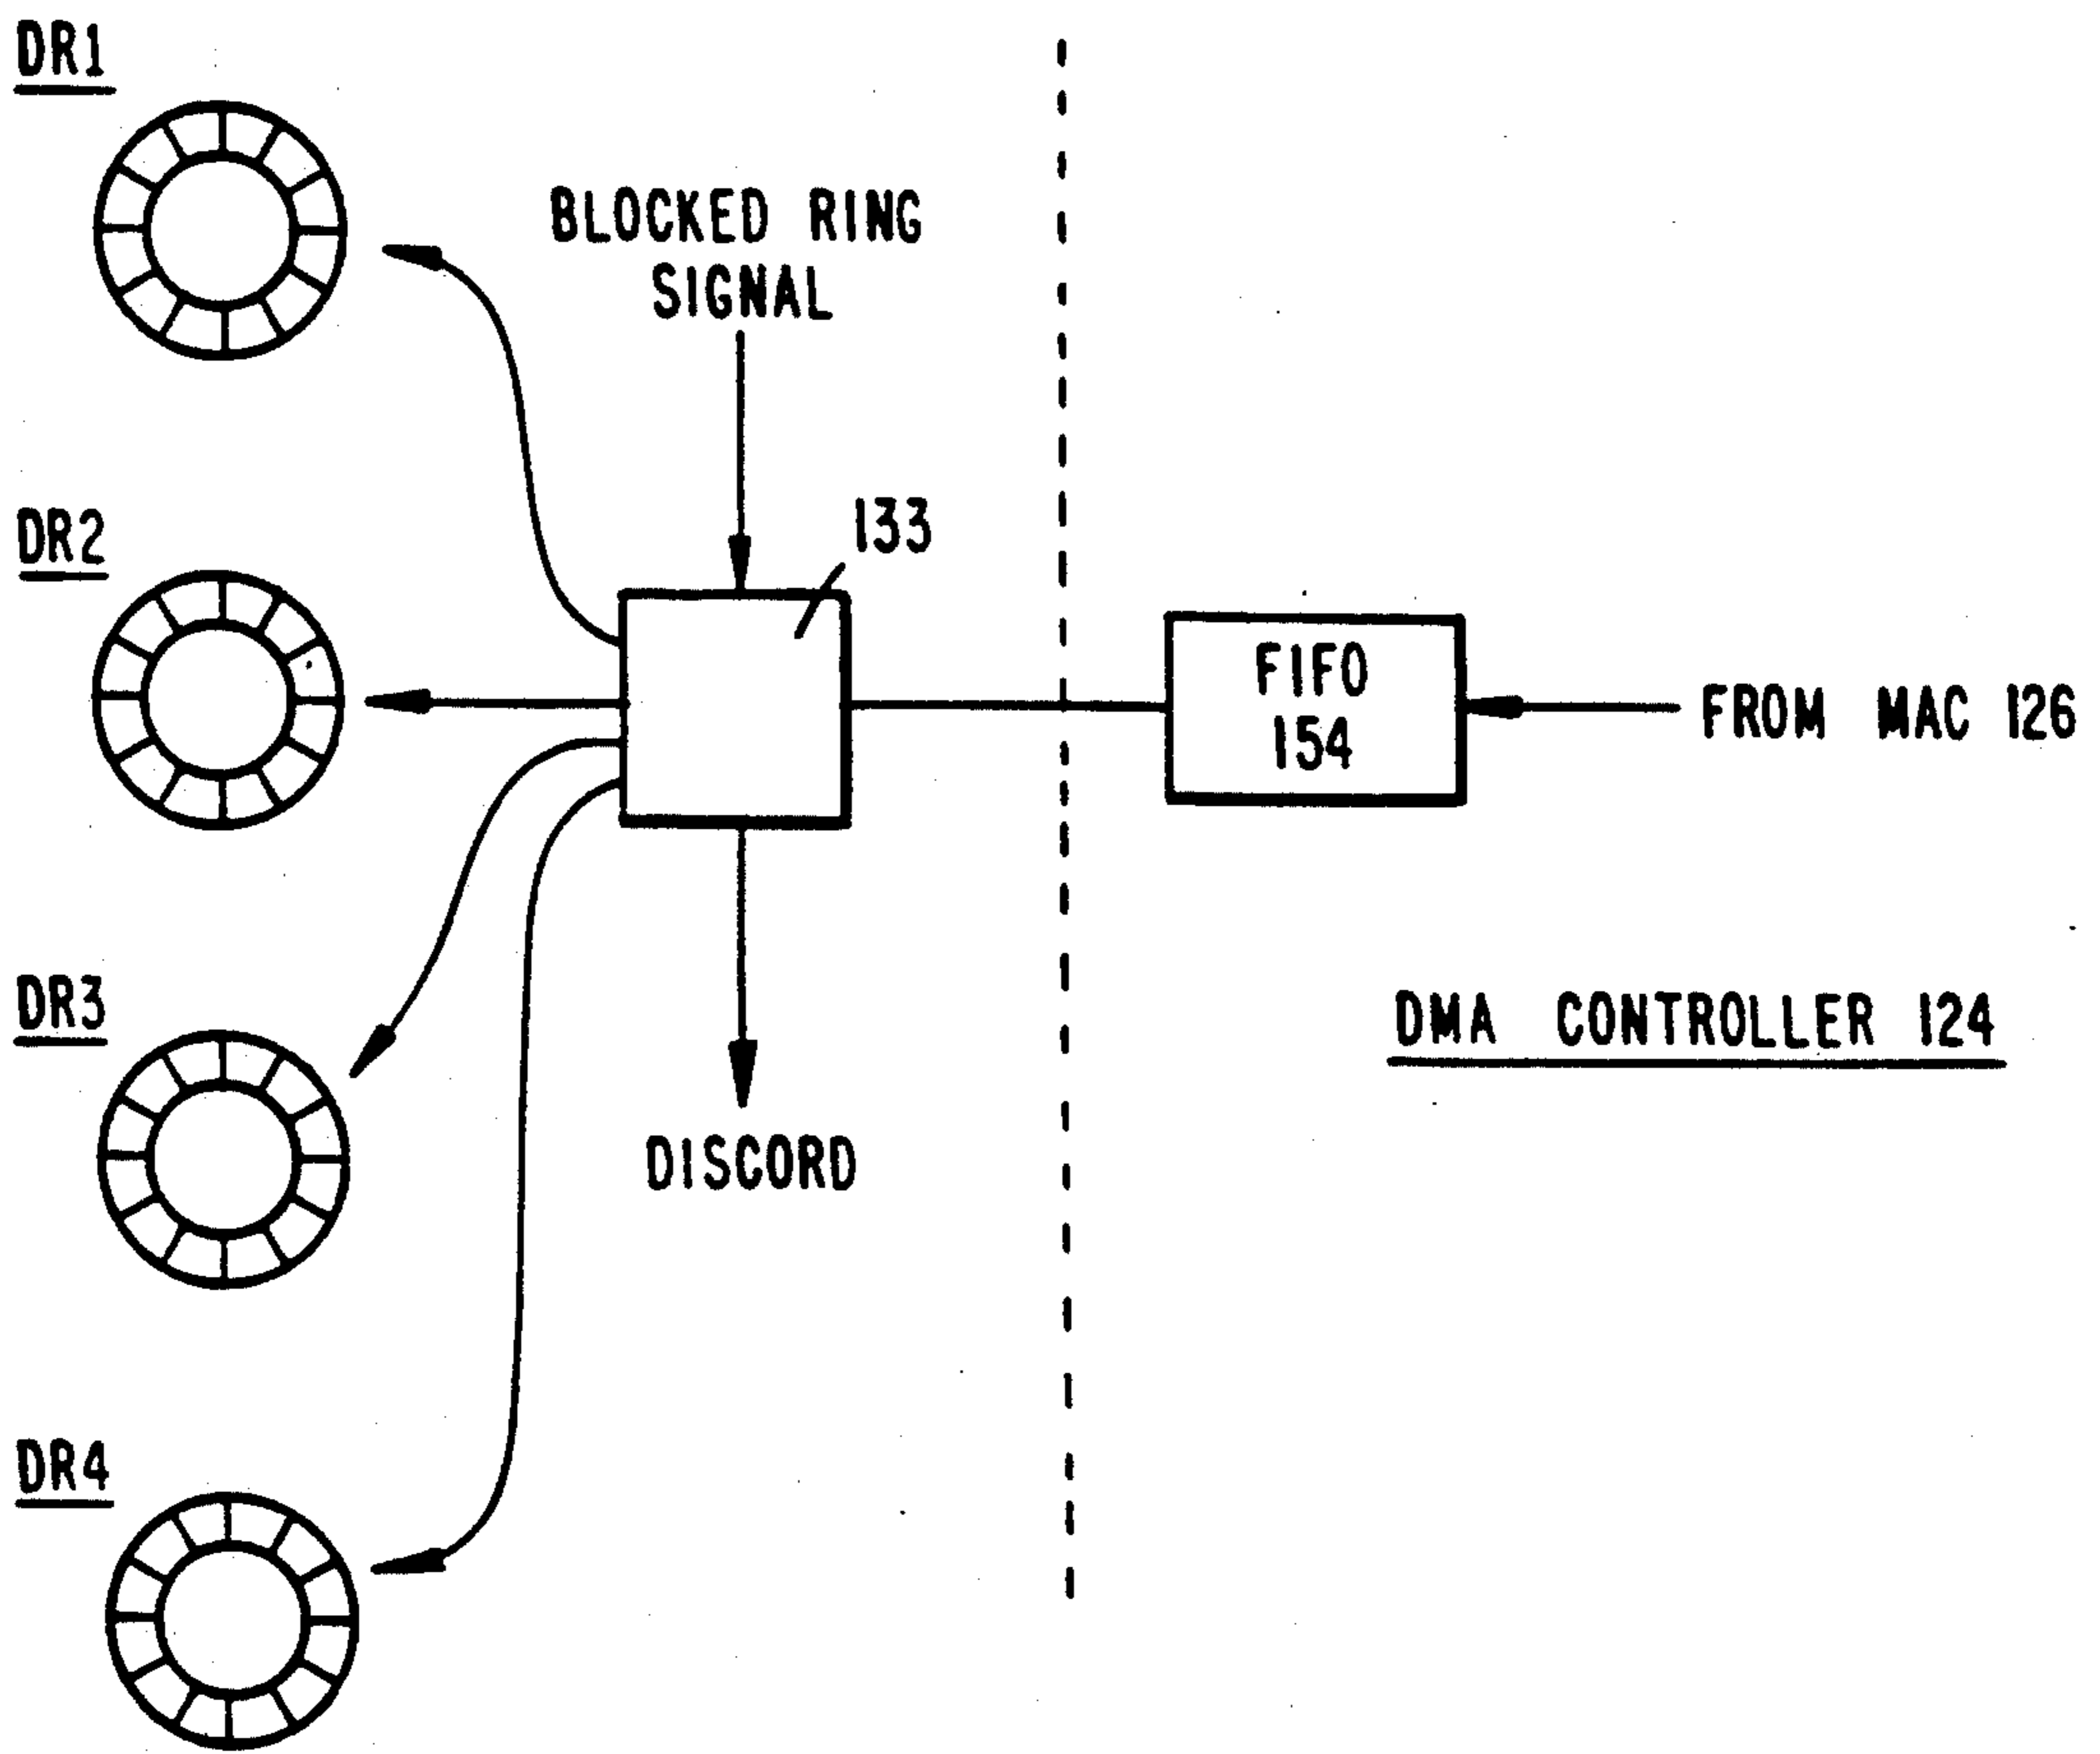 DR1
BLOCKED RING
SIGNAL
133
DR2
FIFO
154
FROM MAC 126
DR3
DMA CONTROLLER 124
DISCORD
DR4